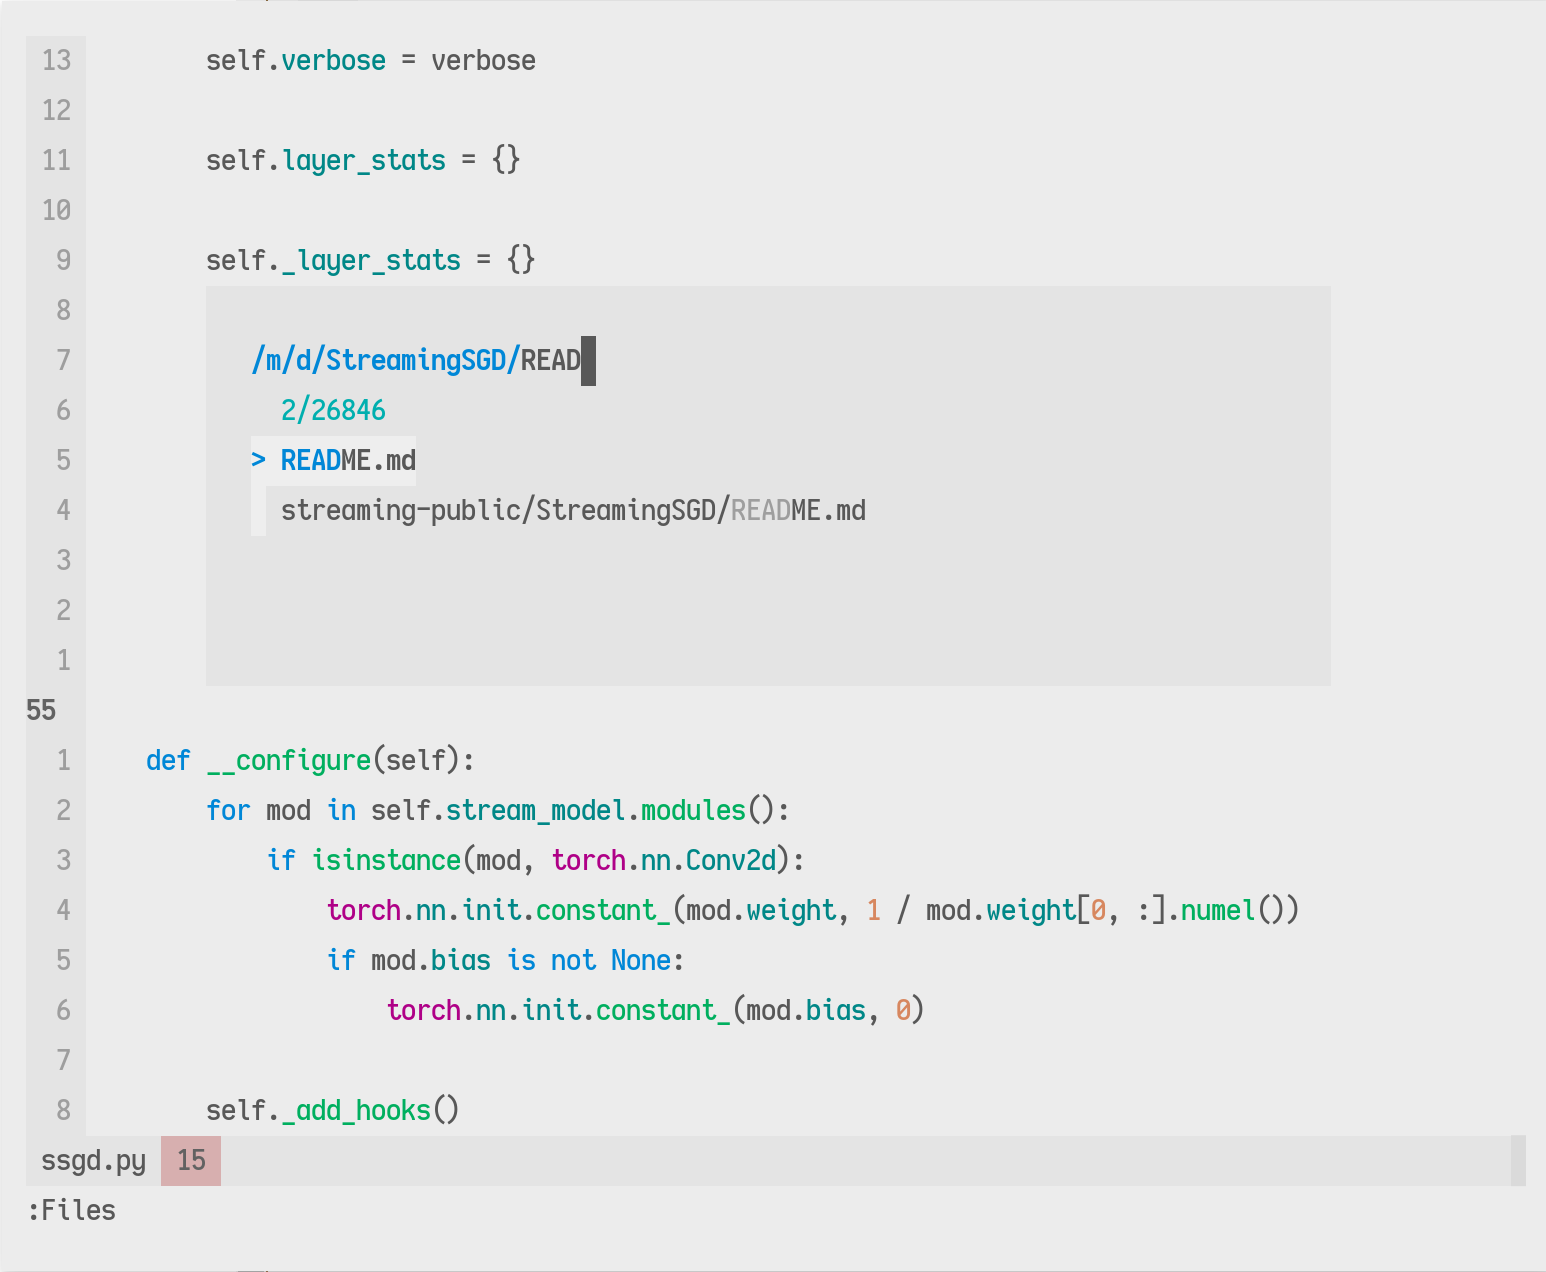 13 self.verbose = verbose
12
11 self.layer_stats = {}
10
9 self._layer_stats = {}
8
7 /m/d/StreamingSGD/READ
6 2/26846
5 > README.md
4 streaming-public/StreamingSGD/README.md
3
2
1
55
1 def __configure(self):
2 for mod in self.stream_model.modules():
3 if isinstance(mod, torch.nn.Conv2d):
4 torch.nn.init.constant_(mod.weight, 1 / mod.weight[0, :].numel())
5 if mod.bias is not None:
6 torch.nn.init.constant_(mod.bias, 0)
7
8 self._add_hooks()
ssgd.py 15
:Files